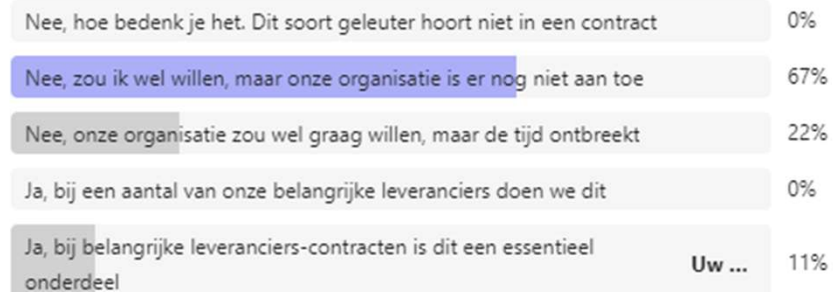 Nee, hoe bedenk je het. Dit soort geleuter hoort niet in een contract 0%
Nee, zou ik wel willen, maar onze organisatie is er nog niet aan toe 67%
Nee, onze organisatie zou wel graag willen, maar de tijd ontbreekt 22%
Ja, bij een aantal van onze belangrijke leveranciers doen we dit 0%
Ja, bij belangrijke leveranciers-contracten is dit een essentieel
onderdeel
Uw ... 11%